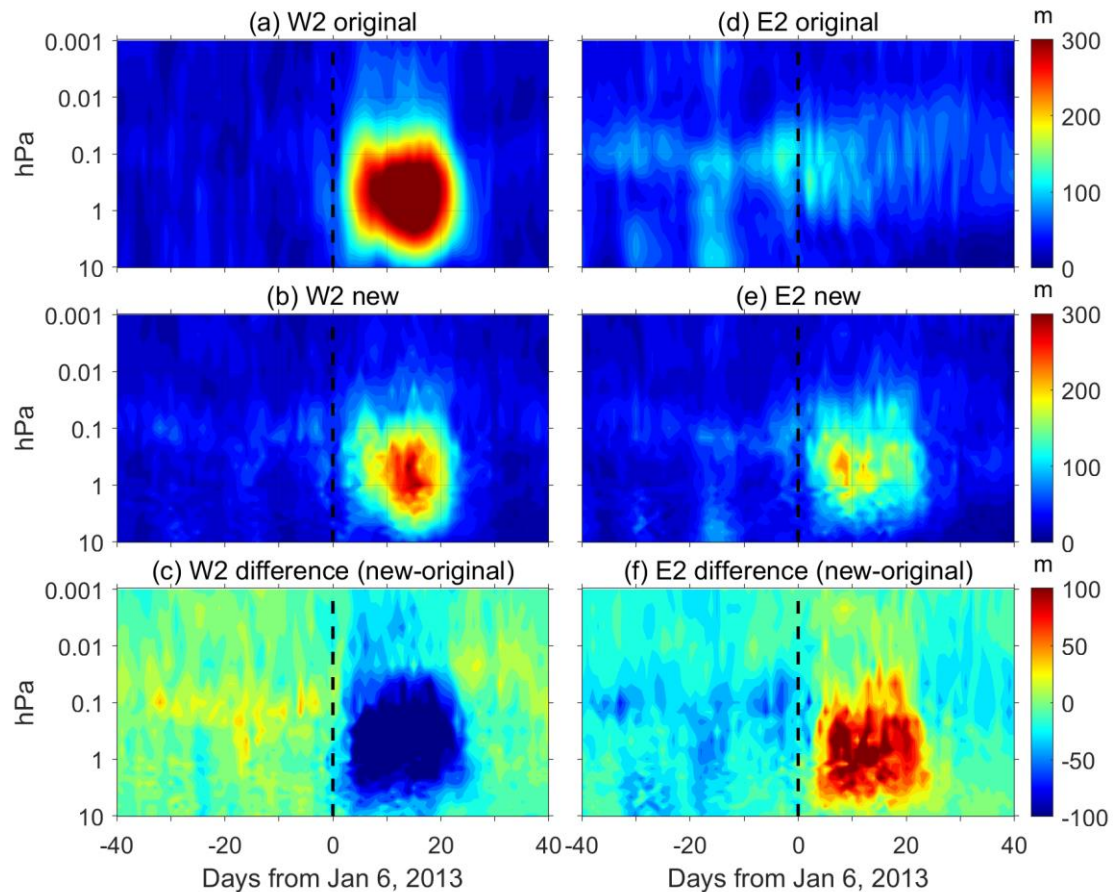 (a) W2 original
(d) E2 original
m
0.001
0.01
0.1
1
10
hPa
300
200
100
0
(b) W2 new
(e) E2 new
m
0.001
0.01
0.1
1
10
hPa
300
200
100
0
(c) W2 difference (new-original)
(f) E2 difference (new-original)
m
0.001
0.01
0.1
1
10
hPa
100
50
0
-50
-100
-40 -20 0 20 40
-40 -20 0 20 40
Days from Jan 6, 2013
Days from Jan 6, 2013